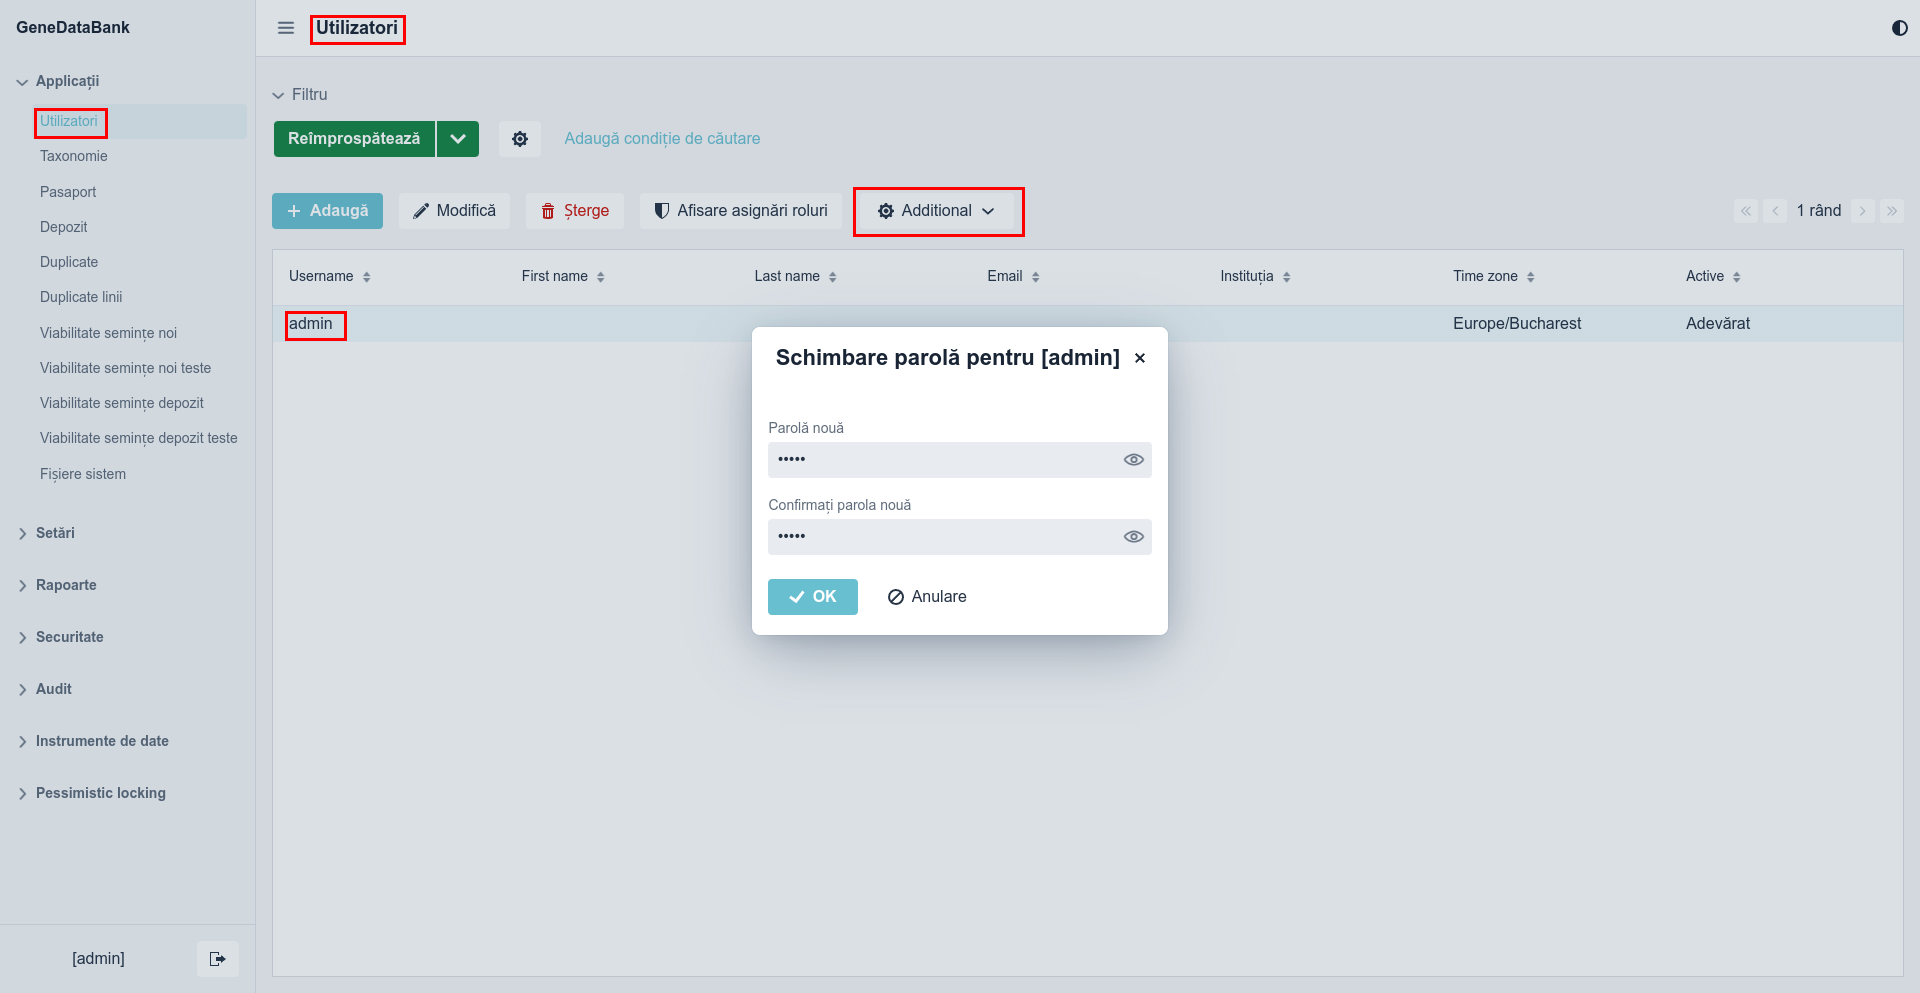 GeneDataBank
Applicații
Utilizatori
Taxonomie
Pasaport
Depozit
Duplicate
Duplicate linii
Viabilitate semințe noi
Viabilitate semințe noi teste
Viabilitate semințe depozit
Viabilitate semințe depozit teste
Fișiere sistem
Setări
Rapoarte
Securitate
Audit
Instrumente de date
Pessimistic locking
[admin]
Utilizatori
Filtru
Reîmprospătează
Adaugă condiție de căutare
Adaugă Modifică Șterge Afisare asignări roluri Additional 1 rând
Username First name Last name Email Instituția Time zone Active
admin Europe/Bucharest Adevărat
Schimbare parolă pentru [admin]
Parolă nouă
•••••
Confirmați parola nouă
•••••
OK Anulare